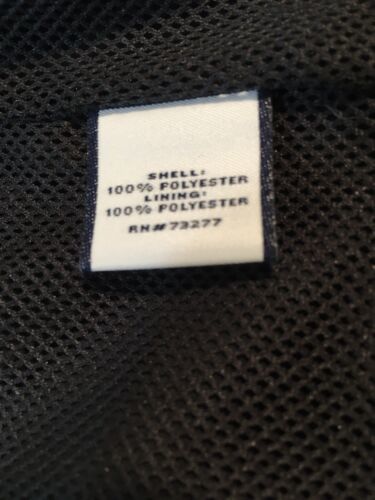 SHELL:
100% POLYESTER
LINING:
100% POLYESTER
RN#73277